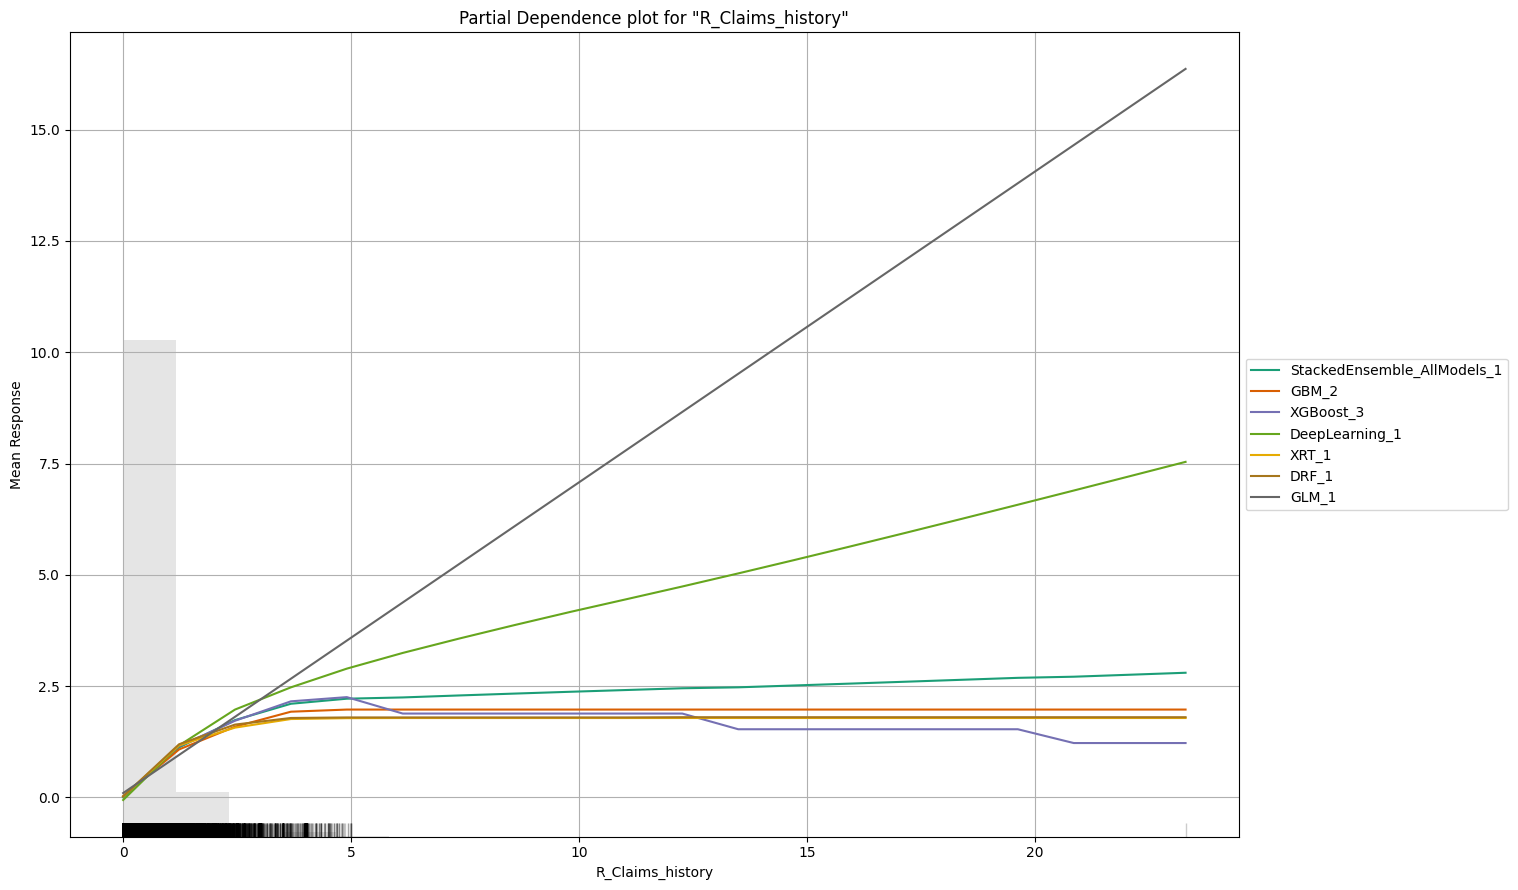 Partial Dependence plot for "R_Claims_history"
15.0
12.5
10.0
7.5
5.0
2.5
0.0
Mean Response
0
5
10
15
20
R_Claims_history
StackedEnsemble_AllModels_1
GBM_2
XGBoost_3
DeepLearning_1
XRT_1
DRF_1
GLM_1